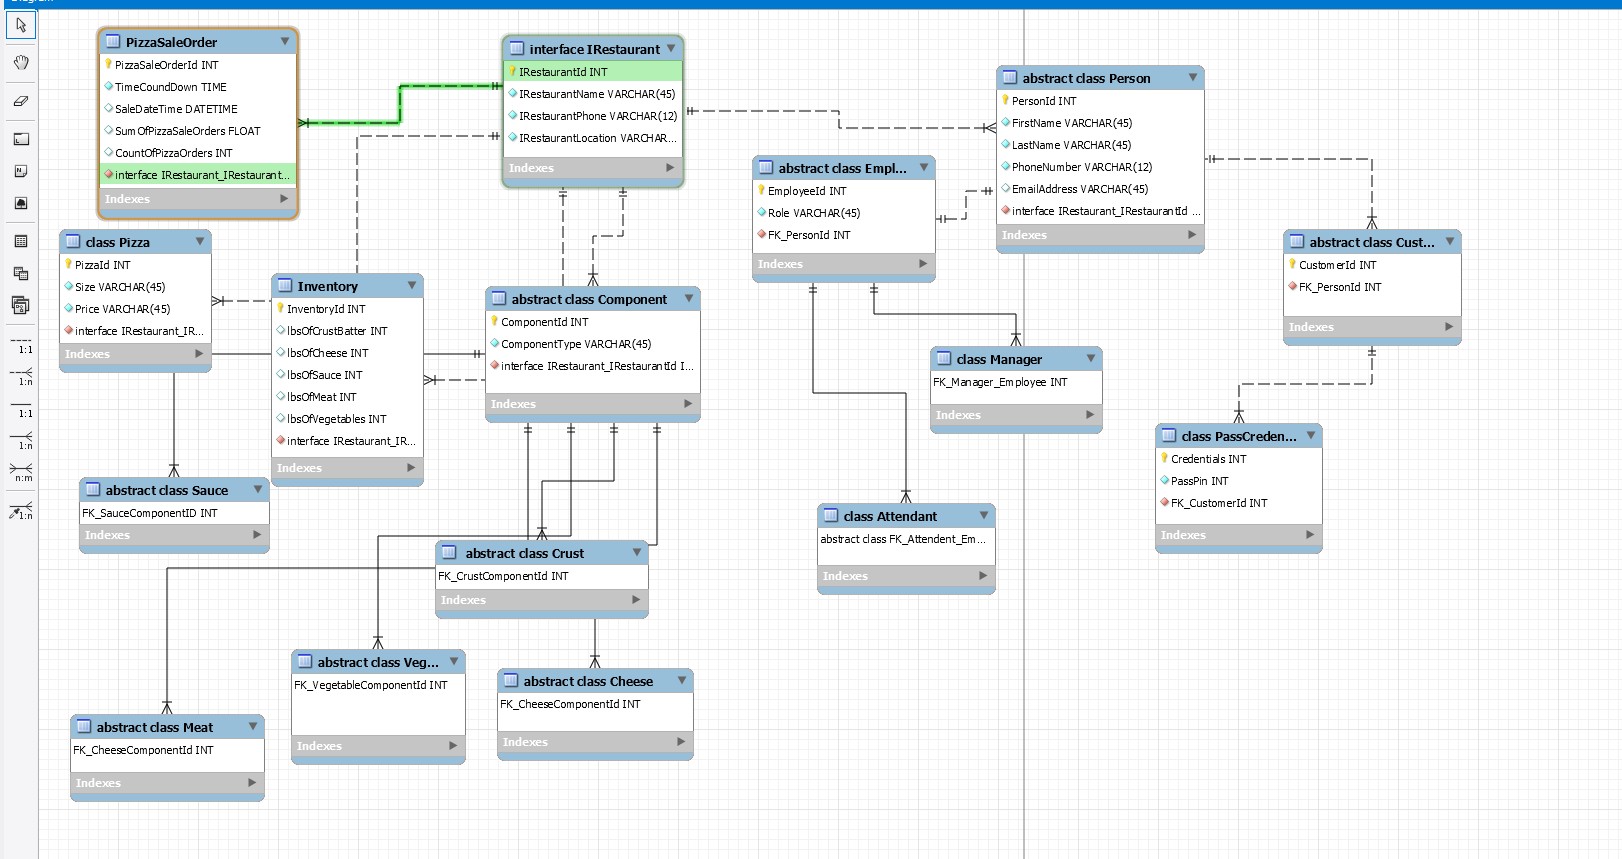 PizzaSaleOrder
PizzaSaleOrderId INT
TimeCoundDown TIME
SaleDateTime DATETIME
SumOfPizzaSaleOrders FLOAT
CountOfPizzaOrders INT
interface IRestaurant_IRestaurant...
Indexes
interface IRestaurant
IRestaurantId INT
IRestaurantName VARCHAR(45)
IRestaurantPhone VARCHAR(12)
IRestaurantLocation VARCHAR...
Indexes
abstract class Person
PersonId INT
FirstName VARCHAR(45)
LastName VARCHAR(45)
PhoneNumber VARCHAR(12)
EmailAddress VARCHAR(45)
interface IRestaurant_IRestaurantId ...
Indexes
abstract class Empl...
EmployeeId INT
Role VARCHAR(45)
FK_PersonId INT
Indexes
class Pizza
PizzaId INT
Size VARCHAR(45)
Price VARCHAR(45)
interface IRestaurant_IR...
Indexes
Inventory
InventoryId INT
lbsOfCrustBatter INT
lbsOfCheese INT
lbsOfSauce INT
lbsOfMeat INT
lbsOfVegetables INT
interface IRestaurant_IR...
Indexes
abstract class Component
ComponentId INT
ComponentType VARCHAR(45)
interface IRestaurant_IRestaurantId I...
Indexes
abstract class Cust...
CustomerId INT
FK_PersonId INT
Indexes
class Manager
FK_Manager_Employee INT
Indexes
class PassCreden...
Credentials INT
PassPin INT
FK_CustomerId INT
Indexes
abstract class Sauce
FK_SauceComponentID INT
Indexes
class Attendant
abstract class FK_Attendent_Em...
Indexes
abstract class Crust
FK_CrustComponentId INT
Indexes
abstract class Veg...
FK_VegetableComponentId INT
Indexes
abstract class Cheese
FK_CheeseComponentId INT
Indexes
abstract class Meat
FK_CheeseComponentId INT
Indexes
1:1
1:n
1:1
1:n
n:m
1:n